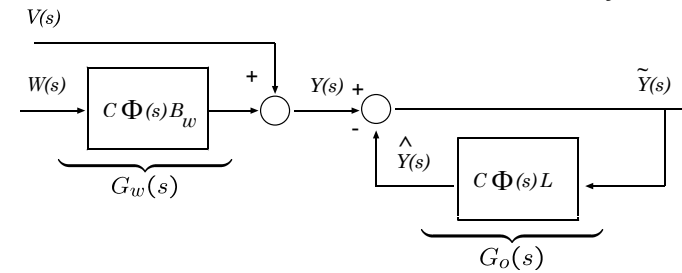 V(s)
+
W(s)
C Φ(s)B_w
Y(s)
+
-
Ỹ(s)
Ŷ(s)
C Φ(s)L
G_w(s)
G_o(s)